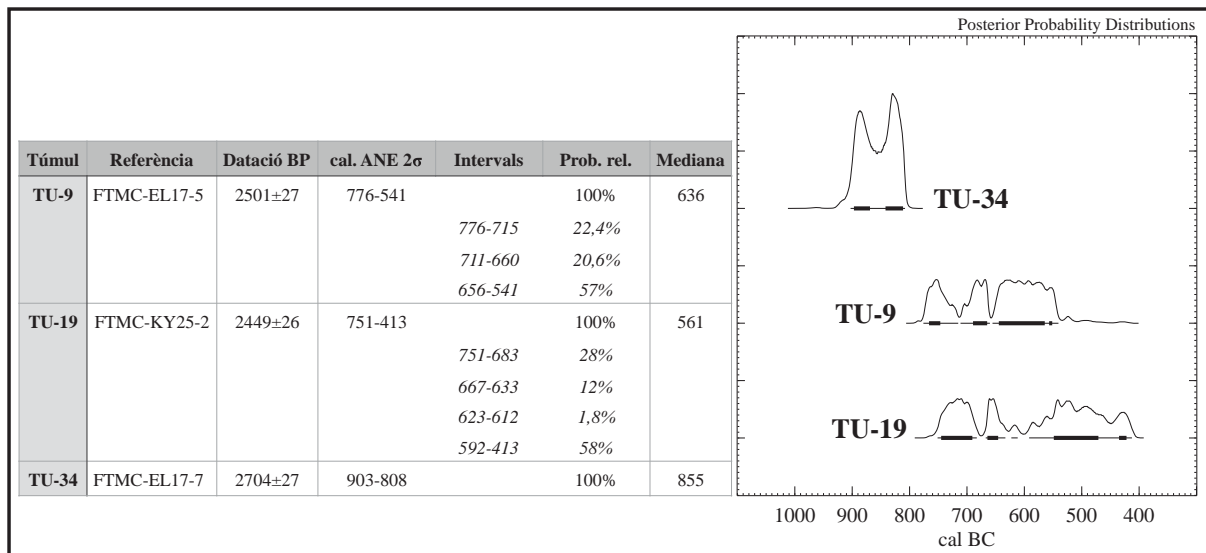 Posterior Probability Distributions
Túmul Referència Datació BP cal. ANE 2σ Intervals Prob. rel. Mediana
TU-9 FTMC-EL17-5 2501±27 776-541 100% 636
776-715 22,4%
711-660 20,6%
656-541 57%
TU-19 FTMC-KY25-2 2449±26 751-413 100% 561
751-683 28%
667-633 12%
623-612 1,8%
592-413 58%
TU-34 FTMC-EL17-7 2704±27 903-808 100% 855
TU-34
TU-9
TU-19
1000 900 800 700 600 500 400
cal BC